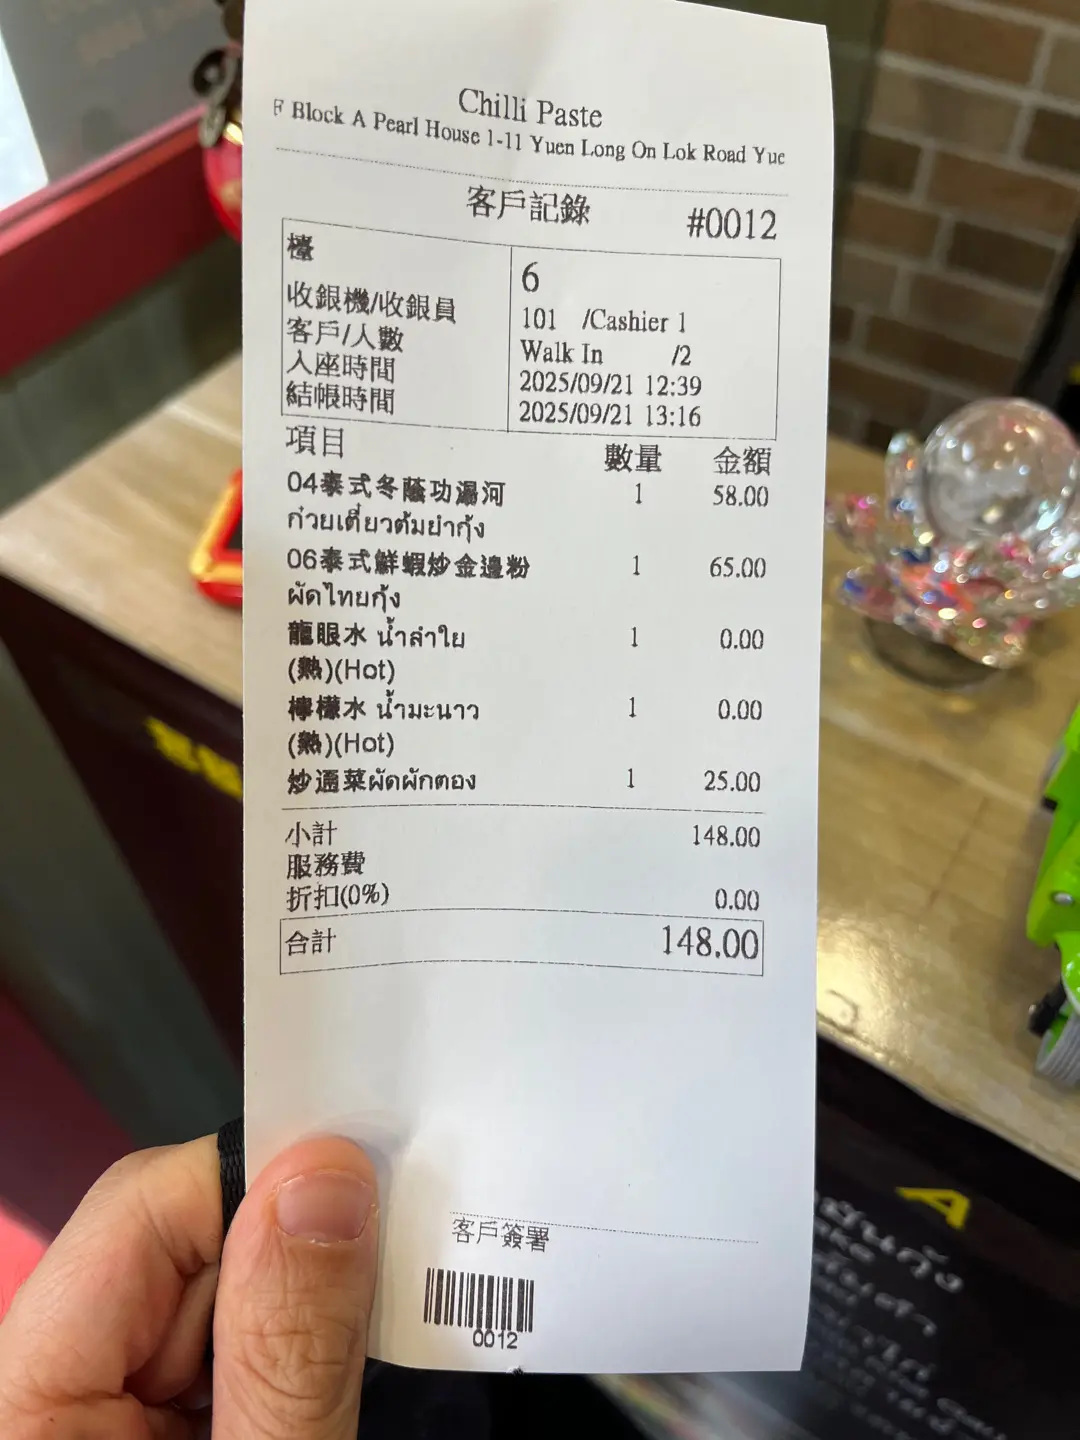 Chilli Paste
F Block A Pearl House 1-11 Yuen Long On Lok Road Yue
客戶記錄 #0012
檯 6
收銀機/收銀員 101 /Cashier 1
客戶/人數 Walk In /2
入座時間 2025/09/21 12:39
結帳時間 2025/09/21 13:16
項目 數量 金額
04泰式冬蔭功湯河 1 58.00
ก๋วยเตี๋ยวต้มยำกุ้ง
06泰式鮮蝦炒金邊粉 1 65.00
ผัดไทยกุ้ง
龍眼水 น้ำลำใย 1 0.00
(熱)(Hot)
檸檬水 น้ำมะนาว 1 0.00
(熱)(Hot)
炒通菜ผัดผักตอง 1 25.00
小計 148.00
服務費
折扣(0%) 0.00
合計 148.00
客戶簽署
0012
A